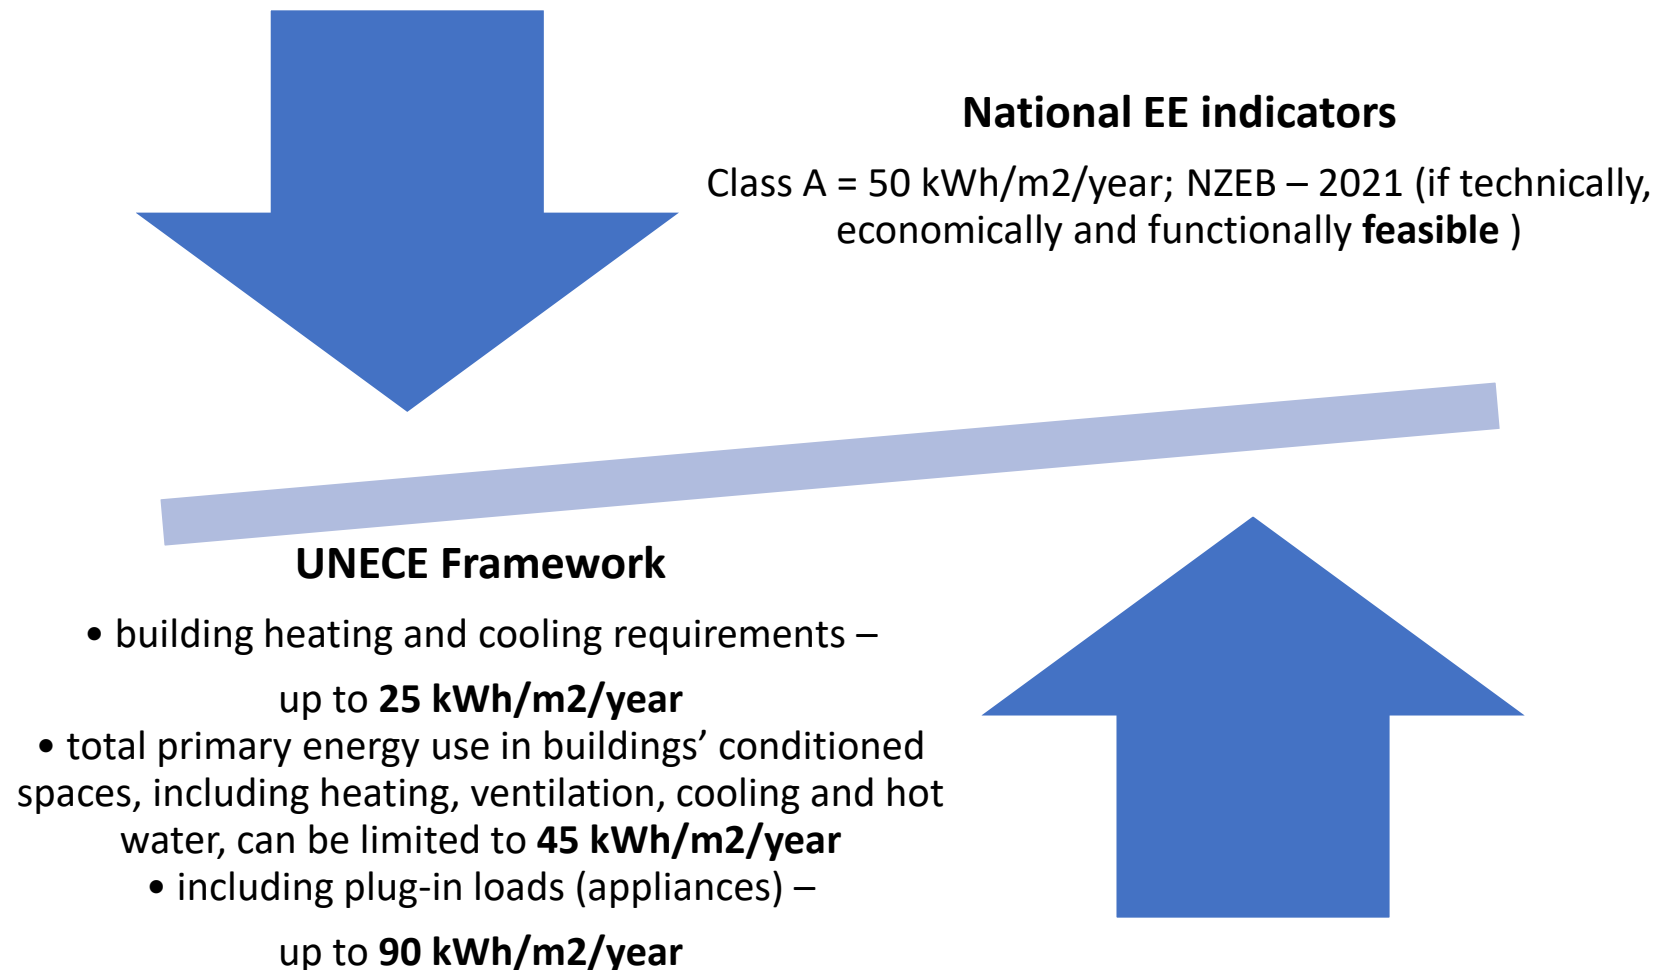 National EE indicators
Class A = 50 kWh/m2/year; NZEB – 2021 (if technically,
economically and functionally feasible )
UNECE Framework
• building heating and cooling requirements –
up to 25 kWh/m2/year
• total primary energy use in buildings’ conditioned
spaces, including heating, ventilation, cooling and hot
water, can be limited to 45 kWh/m2/year
• including plug-in loads (appliances) –
up to 90 kWh/m2/year